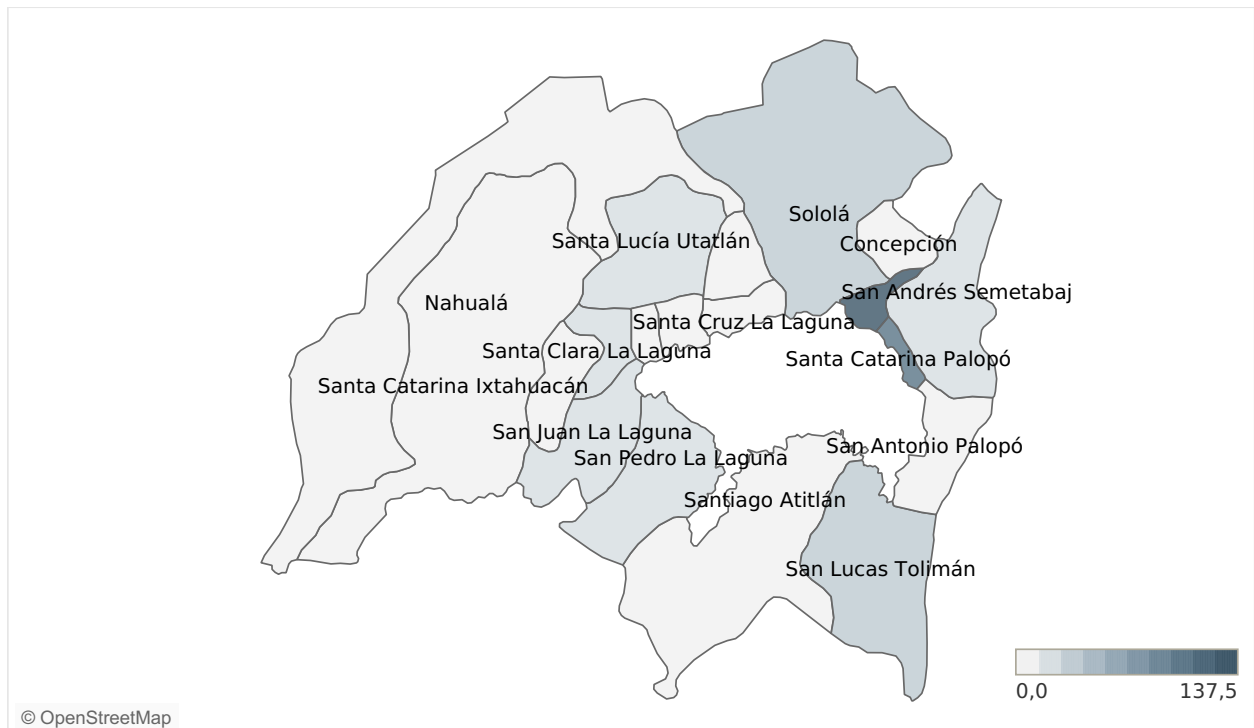 Sololá
Santa Lucía Utatlán
Concepción
San Andrés Semetabaj
Nahualá
Santa Cruz La Laguna
Santa Clara La Laguna
Santa Catarina Palopó
Santa Catarina Ixtahuacán
San Juan La Laguna
San Antonio Palopó
San Pedro La Laguna
Santiago Atitlán
San Lucas Tolimán
0,0
137,5
© OpenStreetMap